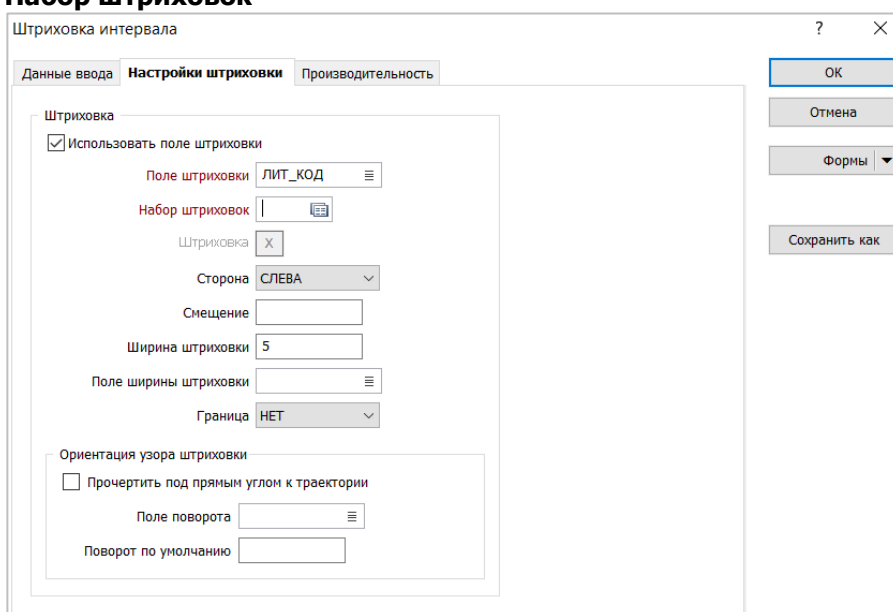 Набор штриховок
Штриховка интервала ?
Данные ввода Настройки штриховки Производительность
ОК
Отмена
Формы
Сохранить как
Штриховка
Использовать поле штриховки
Поле штриховки ЛИТ_КОД
Набор штриховок
Штриховка X
Сторона СЛЕВА
Смещение
Ширина штриховки 5
Поле ширины штриховки
Граница НЕТ
Ориентация узора штриховки
Прочертить под прямым углом к траектории
Поле поворота
Поворот по умолчанию